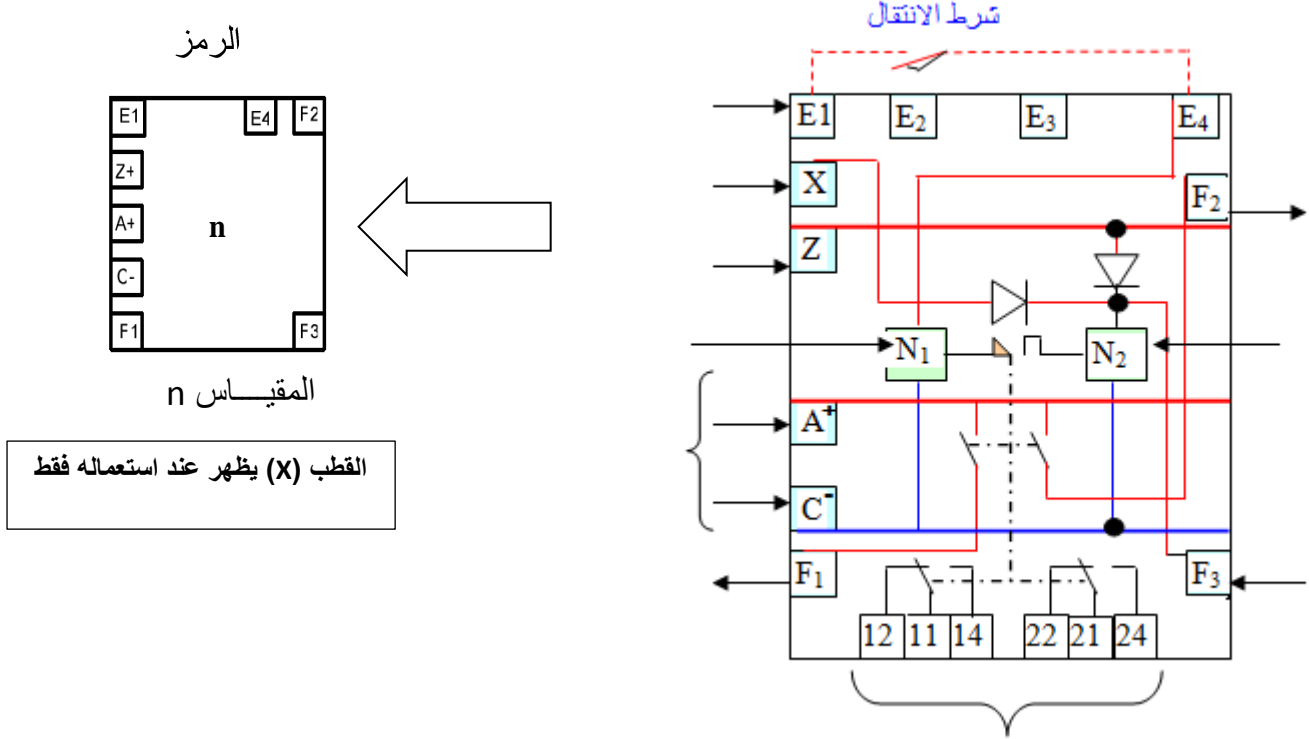 شرط الانتقال
الرمز
E1 E4 F2
Z+
A+
n
C-
F1 F3
المقيـــاس n
القطب (x) يظهر عند استعماله فقط
E1 E₂ E₃ E₄
X
F₂
Z
N₁ N₂
A⁺
C⁻
F₁ F₃
12 11 14 22 21 24